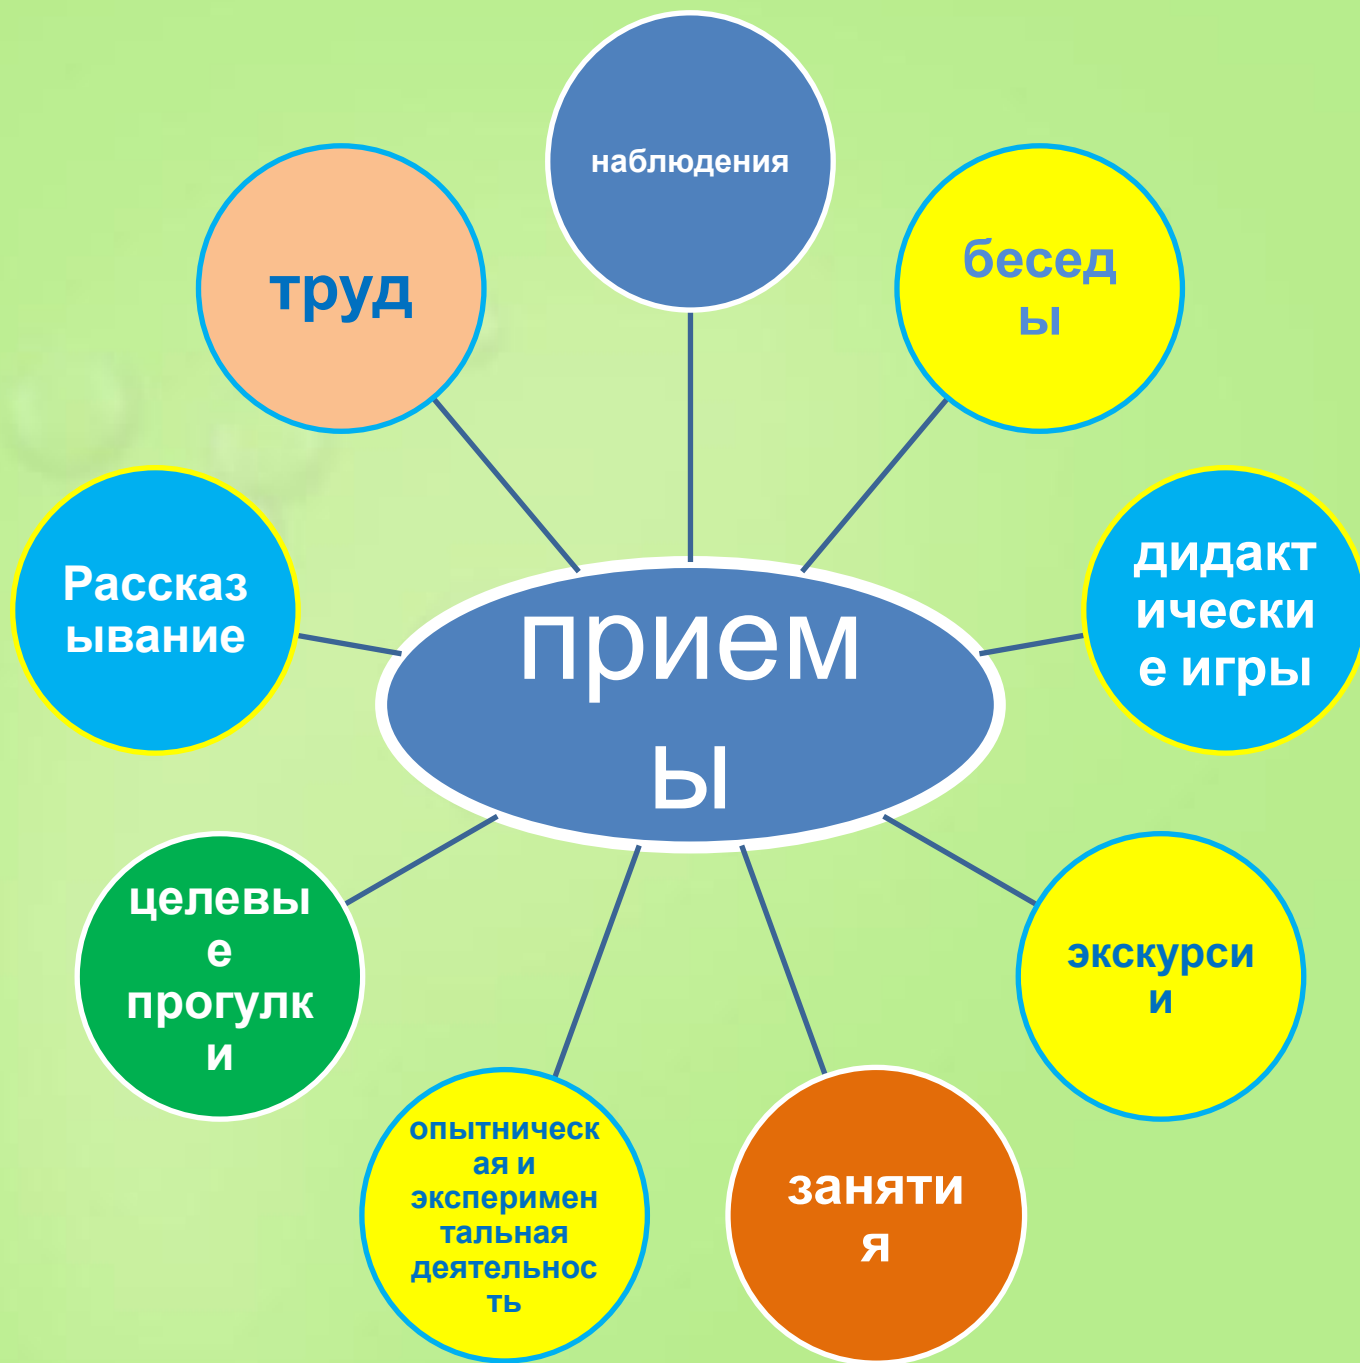 наблюдения
бесед
ы
труд
дидакт
ически
е игры
Рассказ
ывание
прием
ы
целевы
е
прогулк
и
экскурси
и
опытническ
ая и
эксперимен
тальная
деятельнос
ть
заняти
я